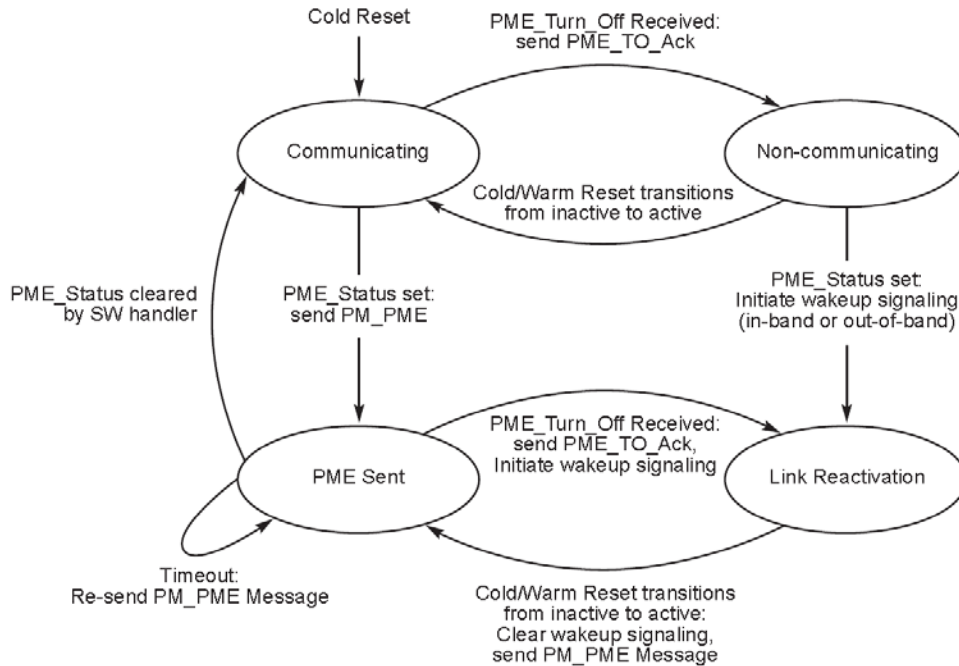 Cold Reset
PME_Turn_Off Received:
send PME_TO_Ack
Communicating
Non-communicating
Cold/Warm Reset transitions
from inactive to active
PME_Status cleared
by SW handler
PME_Status set:
send PM_PME
PME_Status set:
Initiate wakeup signaling
(in-band or out-of-band)
PME_Turn_Off Received:
send PME_TO_Ack,
Initiate wakeup signaling
PME Sent
Link Reactivation
Timeout:
Re-send PM_PME Message
Cold/Warm Reset transitions
from inactive to active:
Clear wakeup signaling,
send PM_PME Message